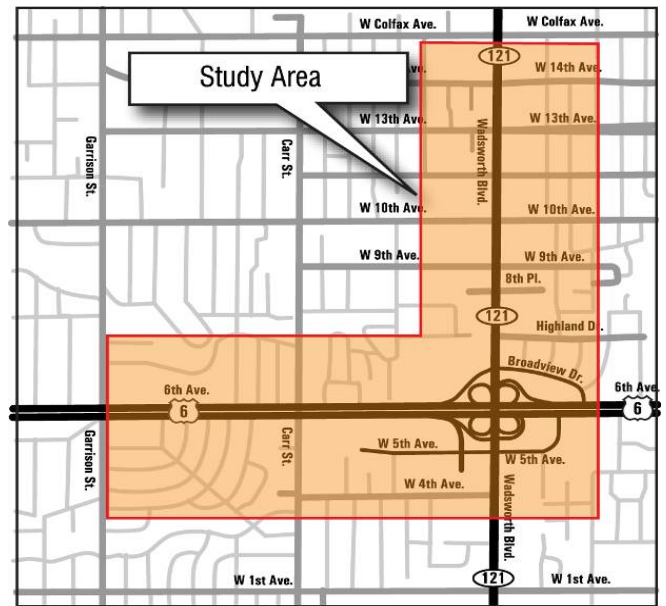 W Colfax Ave.
W Colfax Ave.
121
Study Area
Ave.
W 14th Ave.
W 13th Ave.
W 13th Ave.
Garrison St.
Carr St.
Wadsworth Blvd.
W 10th Ave.
W 10th Ave.
W 9th Ave.
W 9th Ave.
8th Pl.
121
Highland Dr.
Broadview Dr.
6th Ave.
6th Ave.
6
6
Garrison St.
Carr St.
W 5th Ave.
W 5th Ave.
W 4th Ave.
Wadsworth Blvd.
W 1st Ave.
121
W 1st Ave.